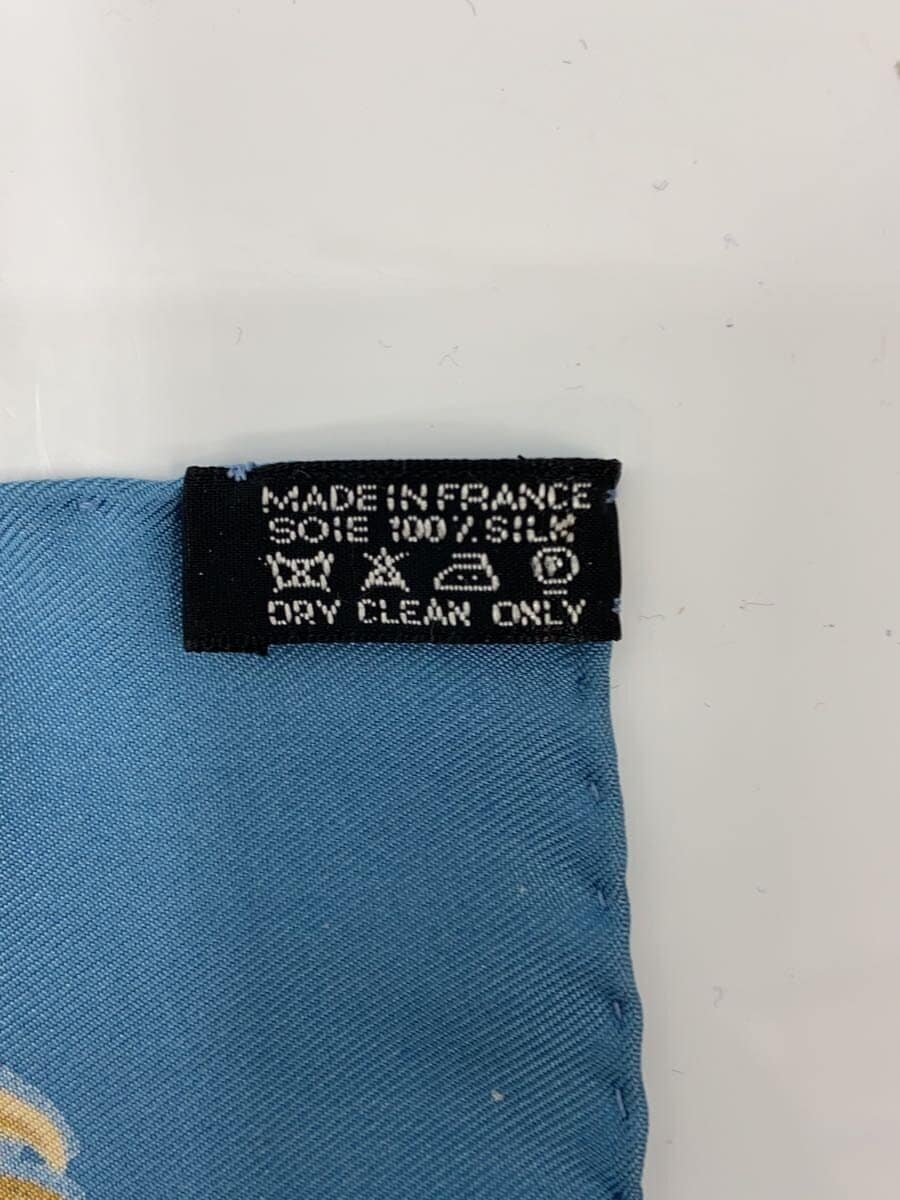 MADE IN FRANCE
SOIE 100% SILK
P
DRY CLEAN ONLY